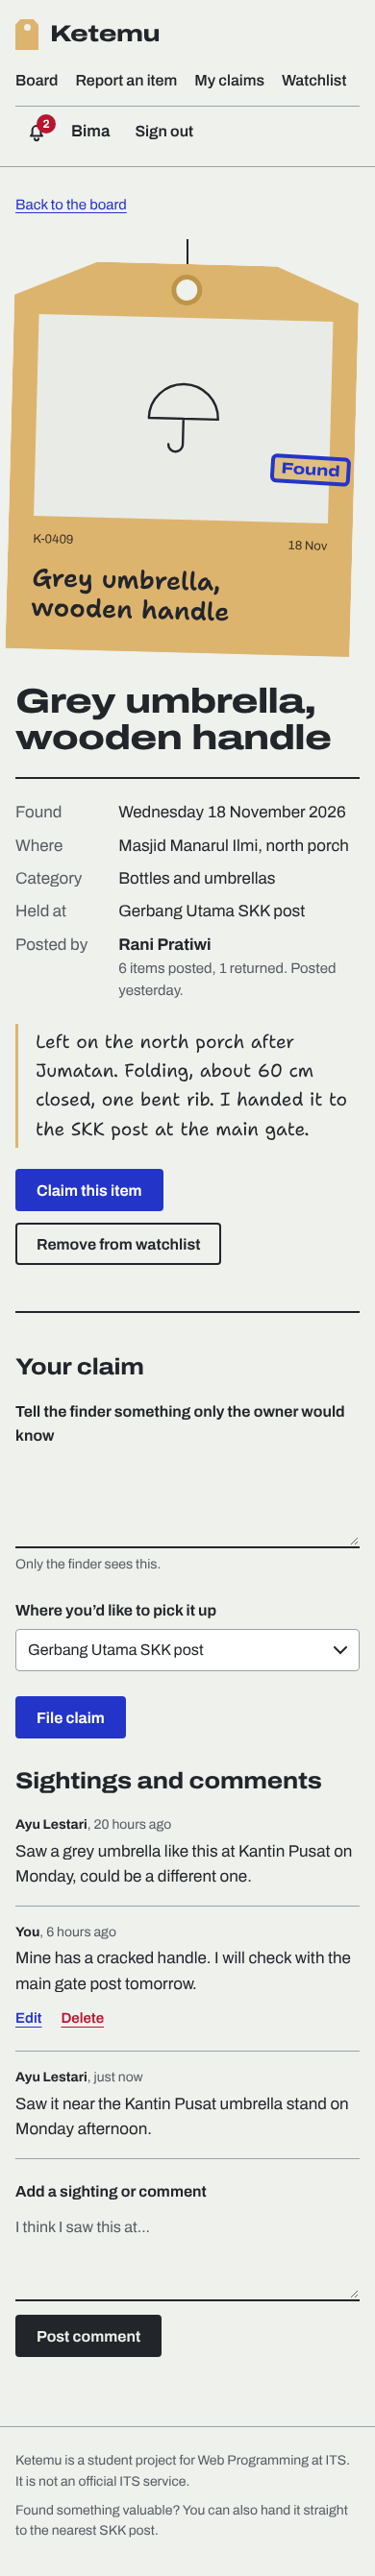 Ketemu
Board Report an item My claims Watchlist
2 Bima Sign out
Back to the board
Found
K-0409 18 Nov
Grey umbrella,
wooden handle
Grey umbrella,
wooden handle
Found Wednesday 18 November 2026
Where Masjid Manarul Ilmi, north porch
Category Bottles and umbrellas
Held at Gerbang Utama SKK post
Posted by Rani Pratiwi
6 items posted, 1 returned. Posted
yesterday.
Left on the north porch after
Jumatan. Folding, about 60 cm
closed, one bent rib. I handed it to
the SKK post at the main gate.
Claim this item
Remove from watchlist
Your claim
Tell the finder something only the owner would
know
Only the finder sees this.
Where you’d like to pick it up
Gerbang Utama SKK post
File claim
Sightings and comments
Ayu Lestari, 20 hours ago
Saw a grey umbrella like this at Kantin Pusat on
Monday, could be a different one.
You, 6 hours ago
Mine has a cracked handle. I will check with the
main gate post tomorrow.
Edit Delete
Ayu Lestari, just now
Saw it near the Kantin Pusat umbrella stand on
Monday afternoon.
Add a sighting or comment
I think I saw this at...
Post comment
Ketemu is a student project for Web Programming at ITS.
It is not an official ITS service.
Found something valuable? You can also hand it straight
to the nearest SKK post.